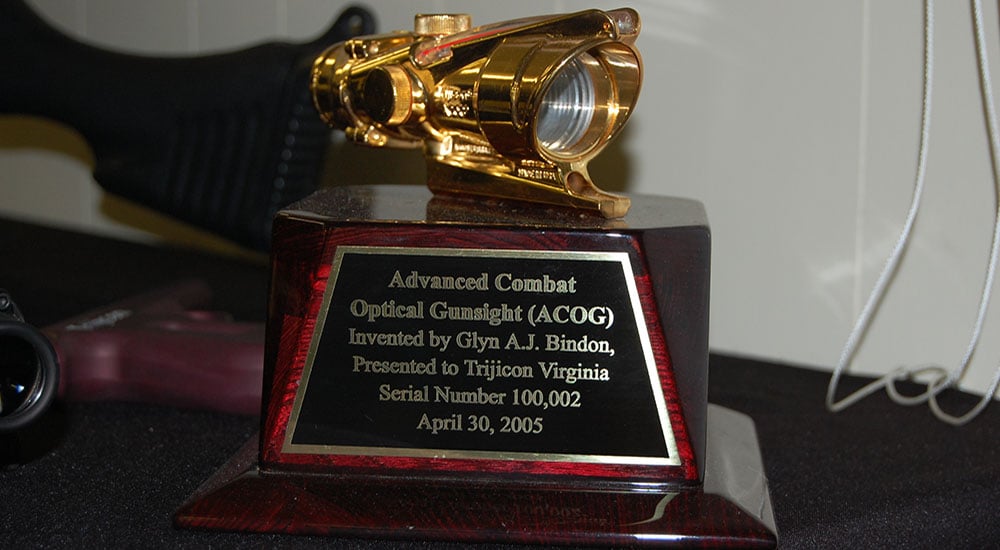 Advanced Combat
Optical Gunsight (ACOG)
Invented by Glyn A.J. Bindon,
Presented to Trijicon Virginia
Serial Number 100,002
April 30, 2005